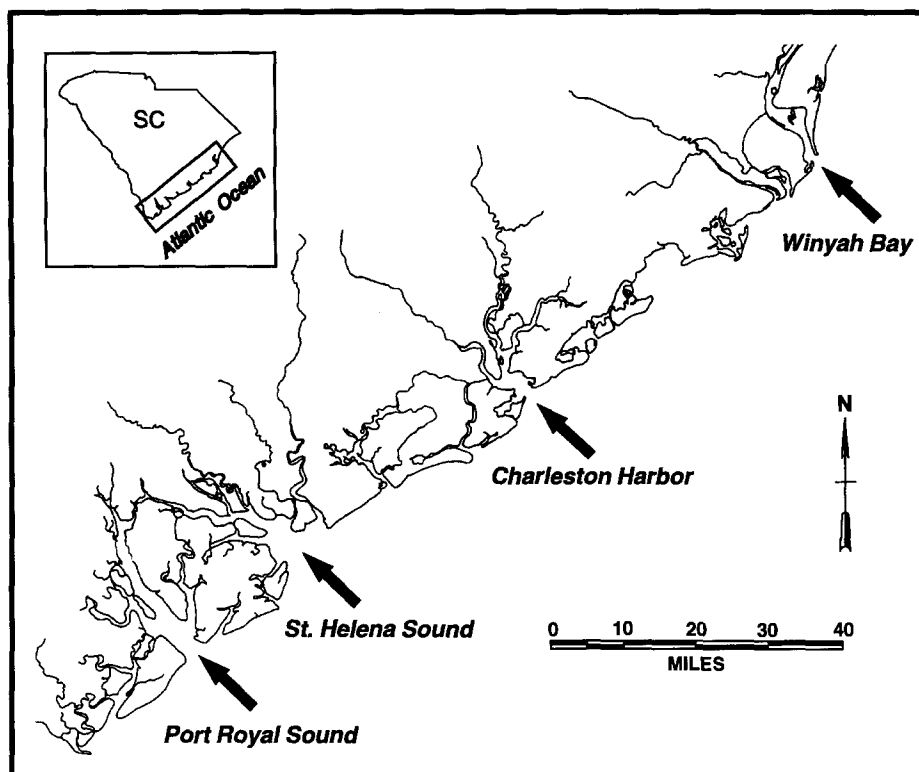 SC
Atlantic Ocean
Winyah Bay
N
Charleston Harbor
St. Helena Sound
0 10 20 30 40
MILES
Port Royal Sound